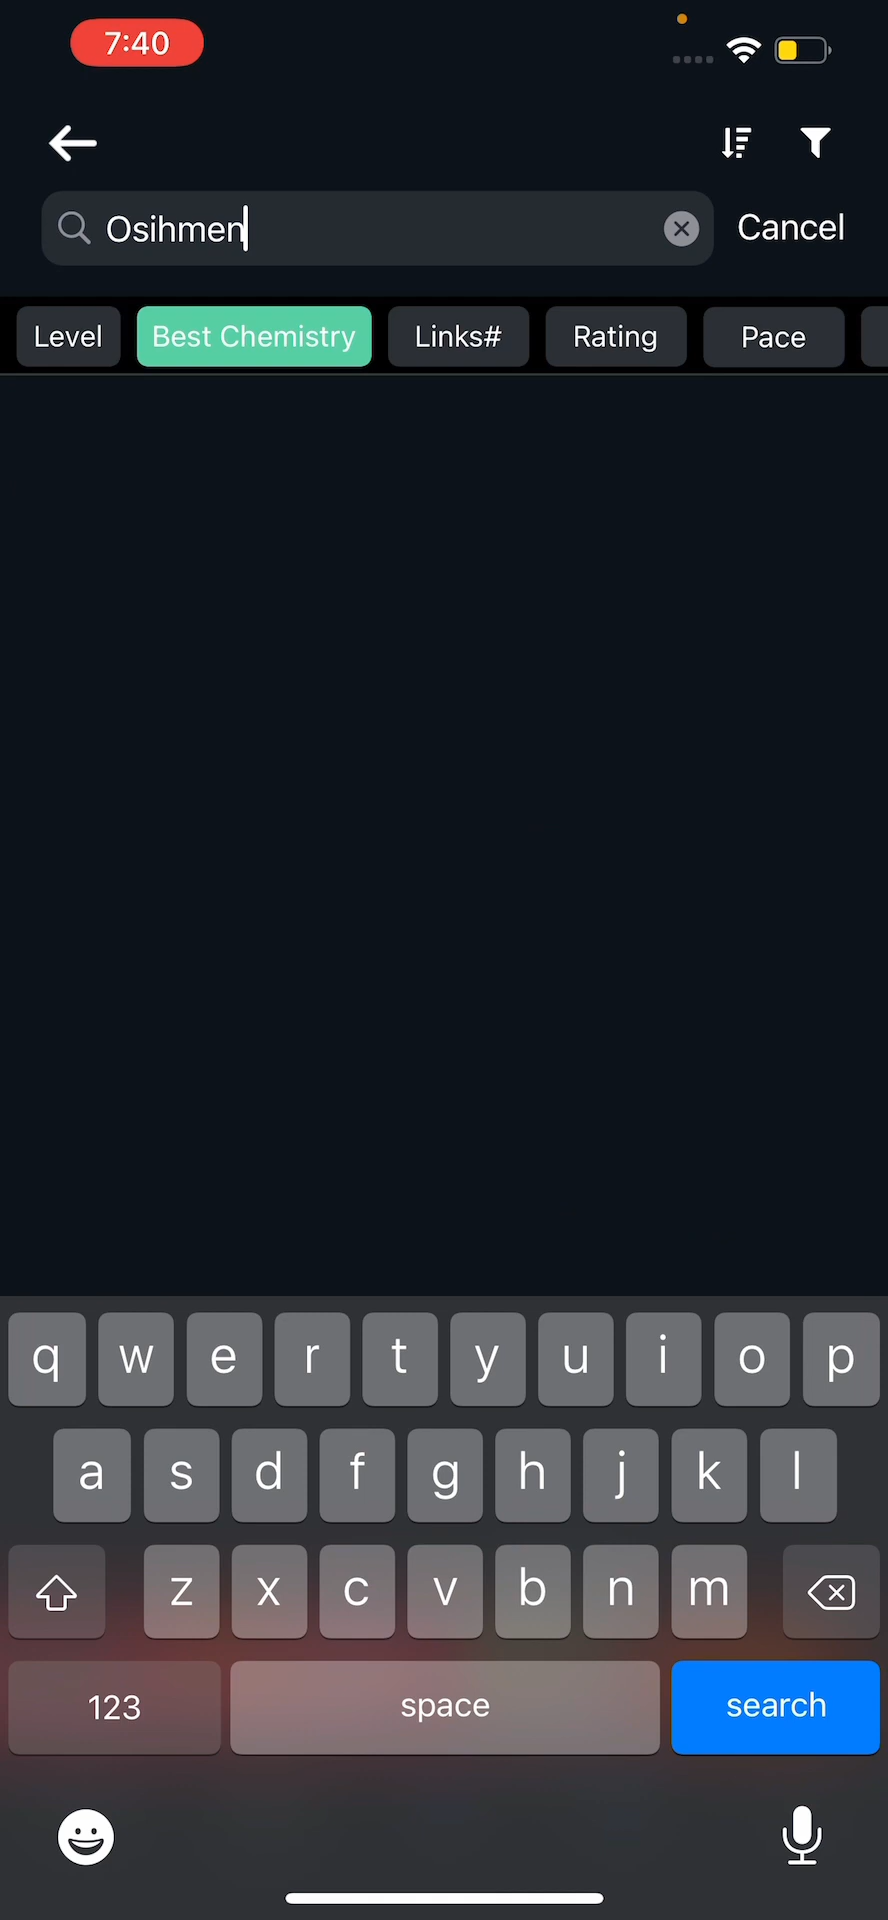 7:40
Osihmen
Cancel
Level Best Chemistry Links# Rating Pace
q w e r t y u i o p
a s d f g h j k l
z x c v b n m
123 space search